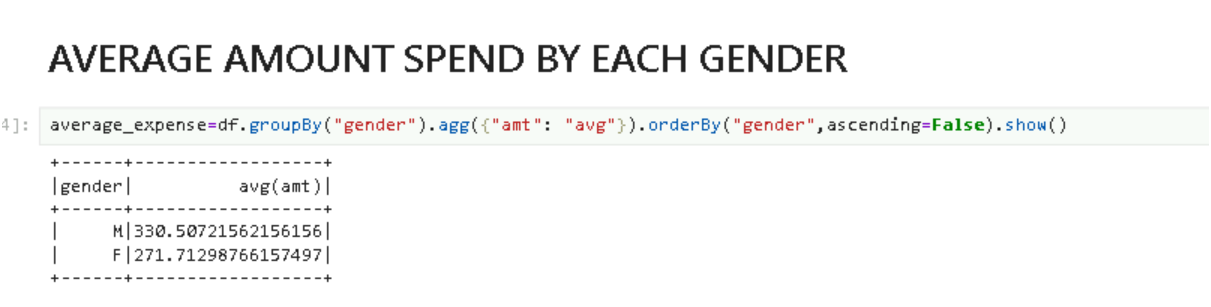 AVERAGE AMOUNT SPEND BY EACH GENDER
4]: average_expense=df.groupBy("gender").agg({"amt": "avg"}).orderBy("gender",ascending=False).show()
+------+------------------+
|gender|          avg(amt)|
+------+------------------+
|     M|330.50721562156156|
|     F|271.71298766157497|
+------+------------------+